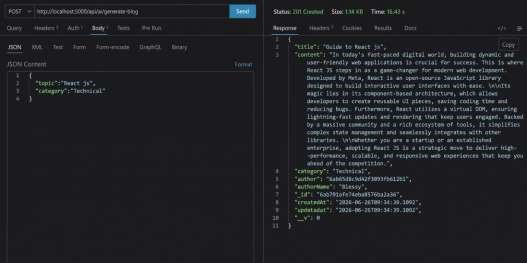 POST
http://localhost:5000/api/ai/generate-blog
Send
Query Headers 2 Auth 1 Body 1 Tests Pre Run
JSON XML Text Form Form-encode GraphQL Binary
JSON Content Format
1 {
2 "topic":"React js",
3 "category":"Technical"
4 }
Status: 201 Created Size: 1.14 KB Time: 16.43 s
Response Headers Cookies Results Docs
Copy
1 {
2 "title": "Guide to React js",
3 "content": "In today's fast-paced digital world, building dynamic and
user-friendly web applications is crucial for success. This is where
React JS steps in as a game-changer for modern web development.
Developed by Meta, React is an open-source JavaScript library
designed to build interactive user interfaces with ease. \n\nIts
magic lies in its component-based architecture, which allows
developers to create reusable UI pieces, saving coding time and
reducing bugs. Furthermore, React utilizes a virtual DOM, ensuring
lightning-fast updates and rendering that keep users engaged. Backed
by a massive community and a rich ecosystem of tools, it simplifies
complex state management and seamlessly integrates with other
libraries. \n\nWhether you are a startup or an established
enterprise, adopting React JS is a strategic move to deliver high-
-performance, scalable, and responsive web experiences that keep you
ahead of the competition.",
4 "category": "Technical",
5 "author":
6 "authorName": "Blessy",
7 "_id":
8 "createdAt": "2026-06-26T09:34:39.109Z",
9 "updatedAt": "2026-06-26T09:34:39.109Z",
10 "__v": 0
11 }